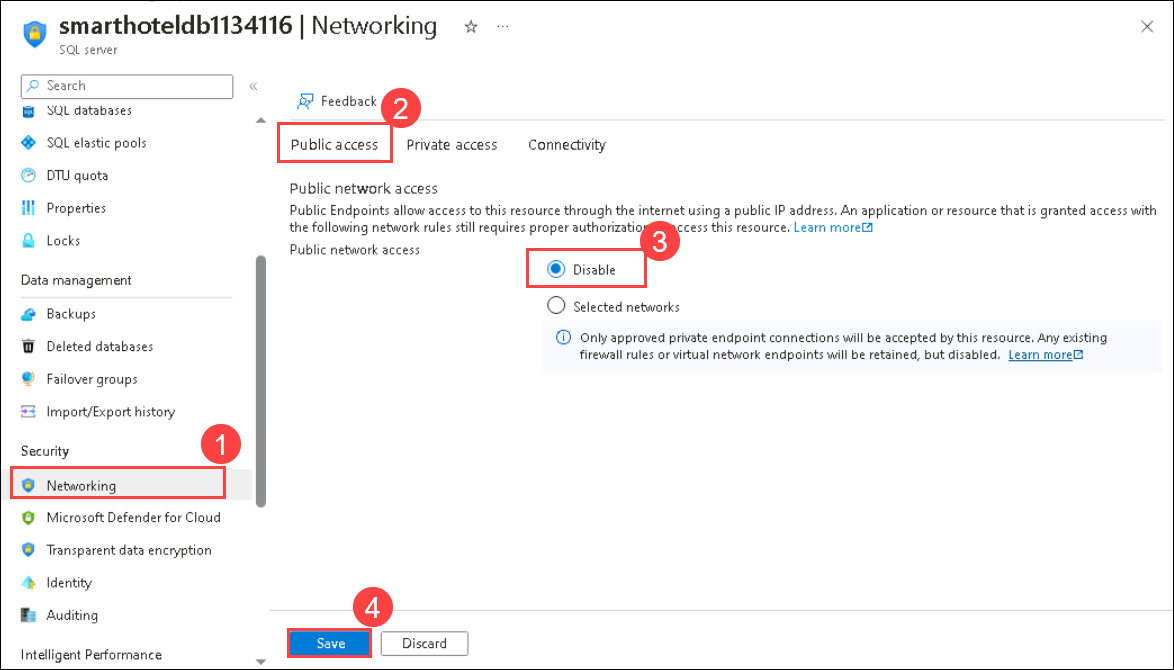 smarthoteldb1134116 | Networking ☆ ...
SQL server
Search
«
SQL databases
SQL elastic pools
DTU quota
Properties
Locks
Data management
Backups
Deleted databases
Failover groups
Import/Export history
Security
1
Networking
Microsoft Defender for Cloud
Transparent data encryption
Identity
Auditing
Intelligent Performance
Feedback
2
Public access Private access Connectivity
Public network access
Public Endpoints allow access to this resource through the internet using a public IP address. An application or resource that is granted access with
the following network rules still requires proper authorization access this resource. Learn more
3
Public network access
Disable
Selected networks
Only approved private endpoint connections will be accepted by this resource. Any existing
firewall rules or virtual network endpoints will be retained, but disabled. Learn more
4
Save Discard